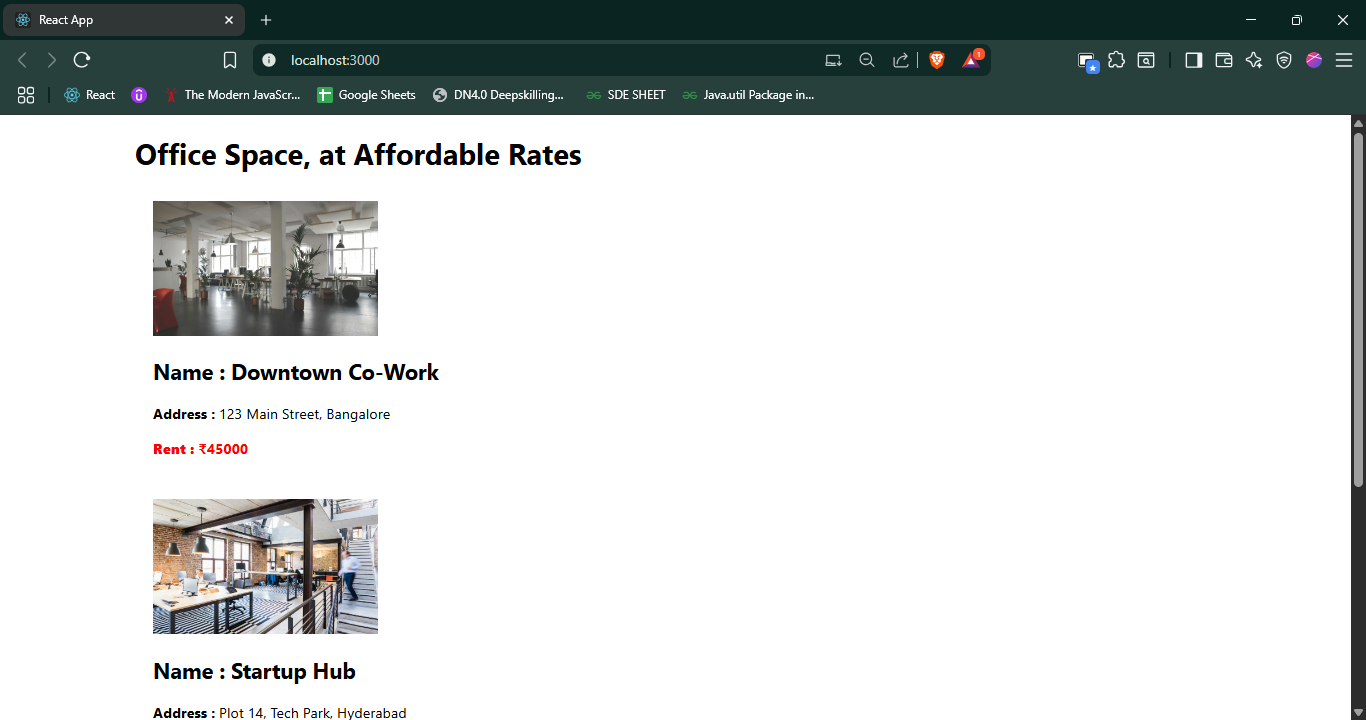 React App
localhost:3000
1
React
The Modern JavaScr...
Google Sheets
DN4.0 Deepskilling...
SDE SHEET
Java.util Package in...
Office Space, at Affordable Rates
Name : Downtown Co-Work
Address : 123 Main Street, Bangalore
Rent : ₹45000
Name : Startup Hub
Address : Plot 14, Tech Park, Hyderabad